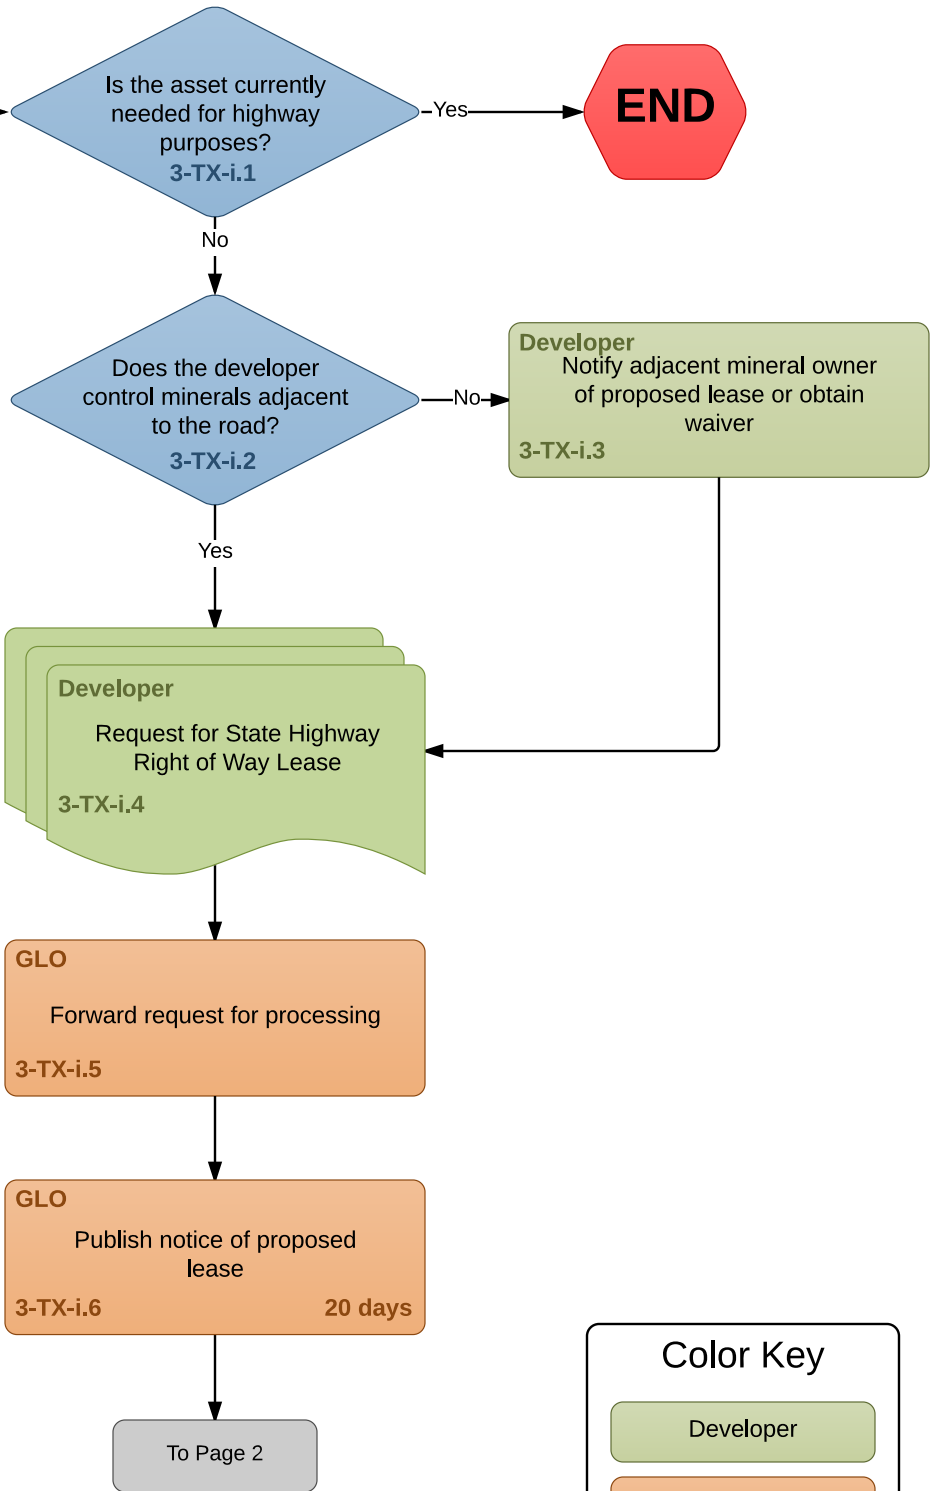 Is the asset currently
needed for highway
purposes?
3-TX-i.1
Yes
END
No
Does the developer
control minerals adjacent
to the road?
3-TX-i.2
No
Developer
Notify adjacent mineral owner
of proposed lease or obtain
waiver
3-TX-i.3
Yes
Developer
Request for State Highway
Right of Way Lease
3-TX-i.4
GLO
Forward request for processing
3-TX-i.5
GLO
Publish notice of proposed
lease
3-TX-i.6 20 days
To Page 2
Color Key
Developer